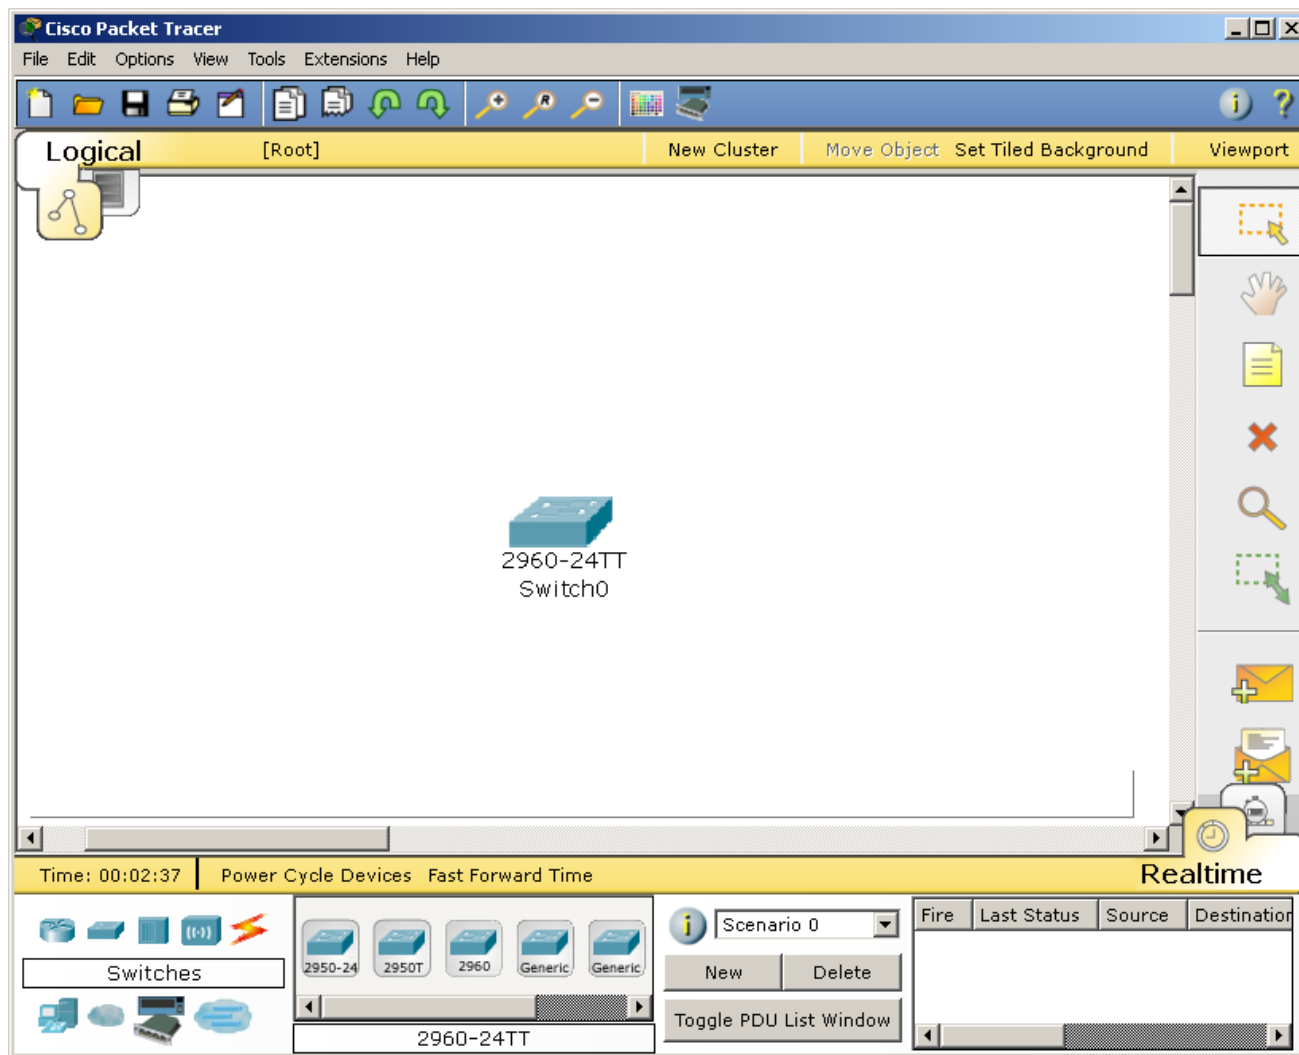 Cisco Packet Tracer
File Edit Options View Tools Extensions Help
Logical [Root] New Cluster Move Object Set Tiled Background Viewport
2960-24TT
Switch0
Time: 00:02:37 Power Cycle Devices Fast Forward Time Realtime
Fire Last Status Source Destination
Scenario 0
2950-24 2950T 2960 Generic Generic
Switches
New Delete
Toggle PDU List Window
2960-24TT